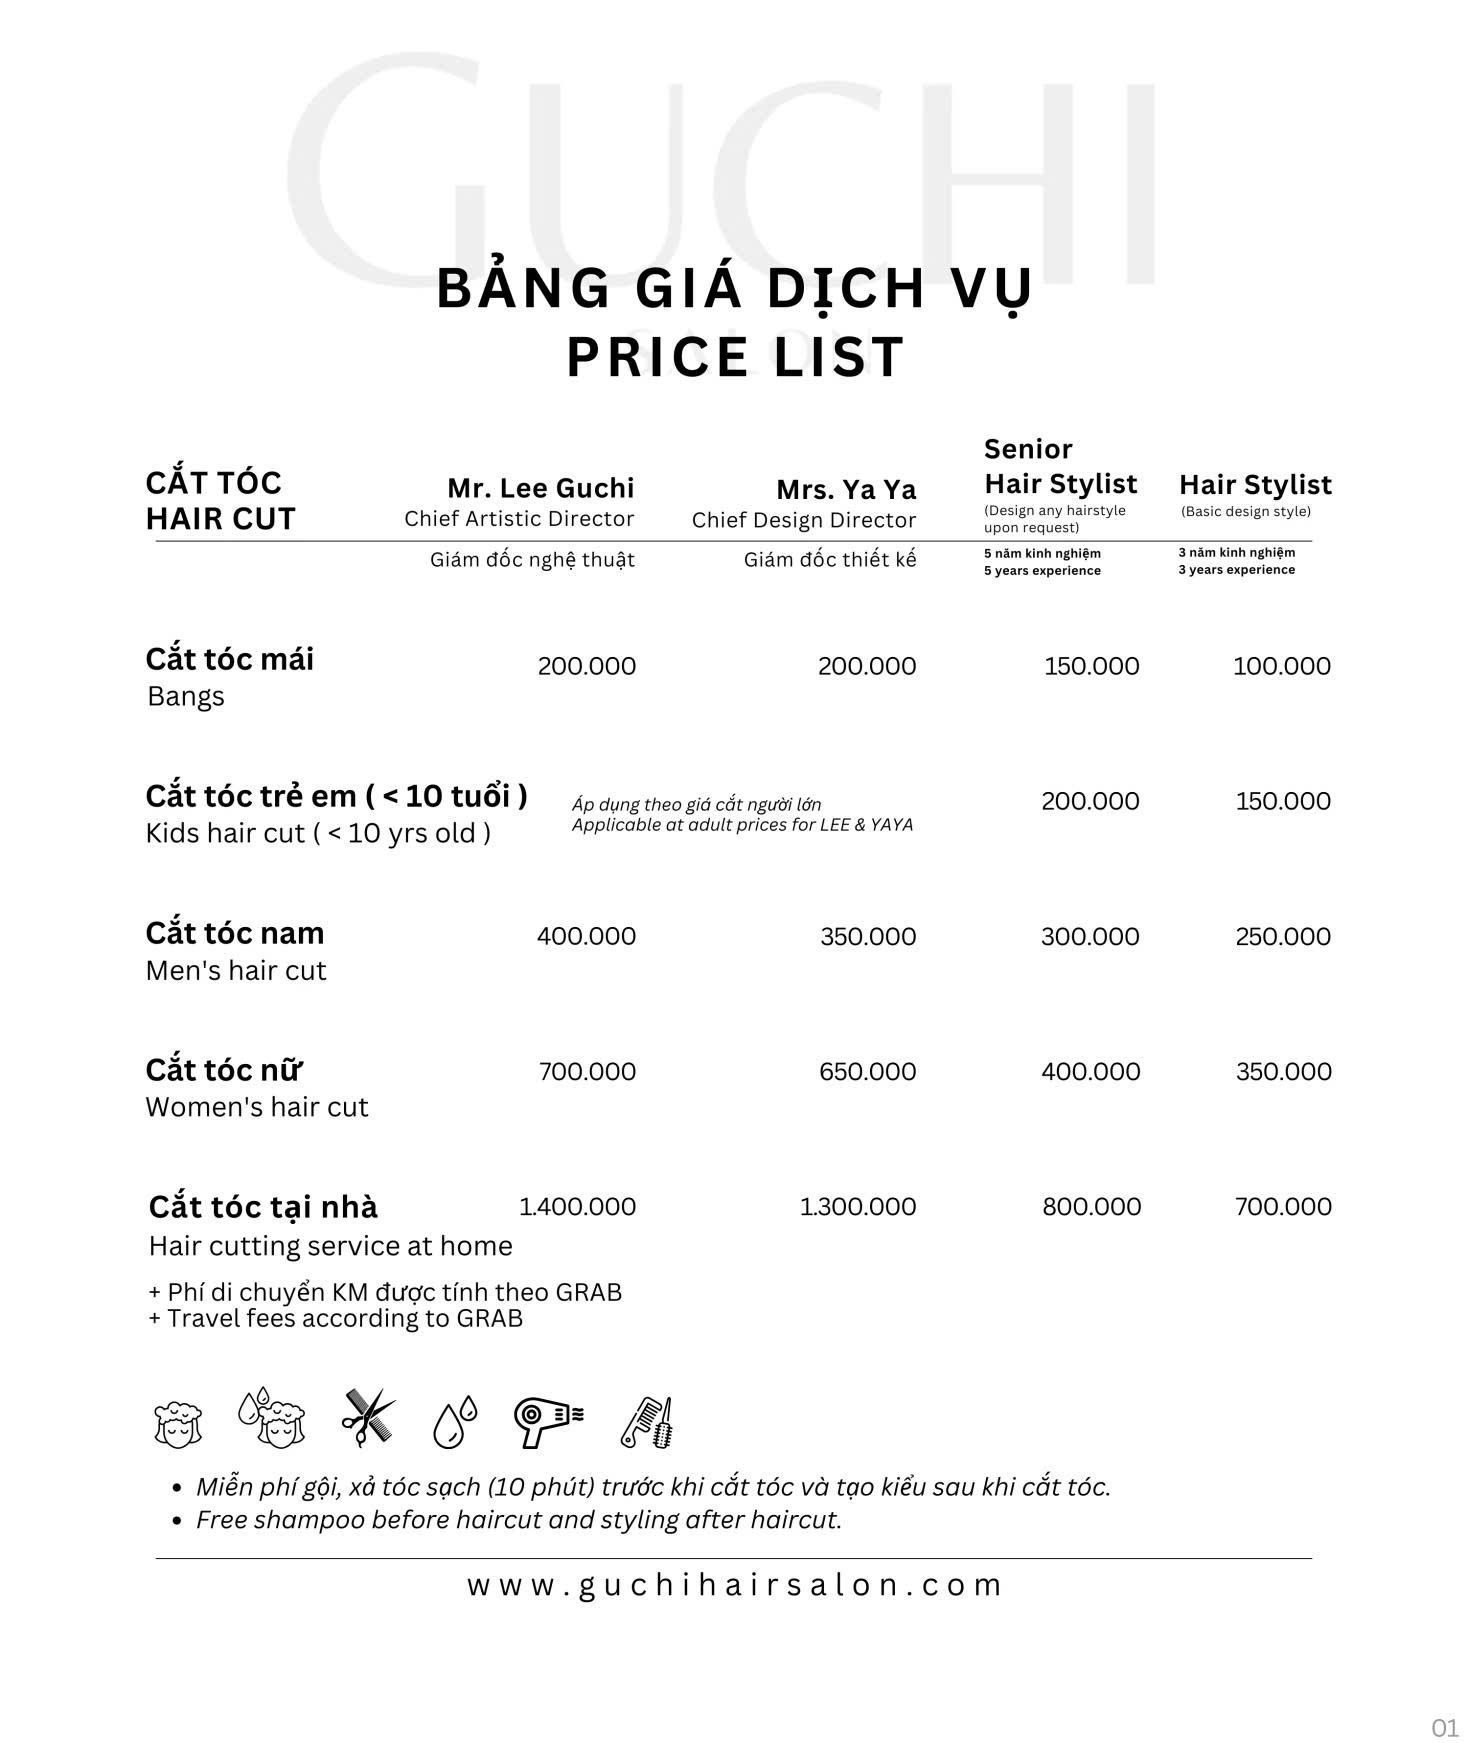 GUCHI
SALON
BẢNG GIÁ DỊCH VỤ
PRICE LIST
CẮT TÓC
HAIR CUT
Mr. Lee Guchi
Chief Artistic Director
Giám đốc nghệ thuật
Mrs. Ya Ya
Chief Design Director
Giám đốc thiết kế
Senior
Hair Stylist
(Design any hairstyle
upon request)
5 năm kinh nghiệm
5 years experience
Hair Stylist
(Basic design style)
3 năm kinh nghiệm
3 years experience
Cắt tóc mái 200.000 200.000 150.000 100.000
Bangs
Cắt tóc trẻ em ( < 10 tuổi ) 200.000 150.000
Kids hair cut ( < 10 yrs old )
Áp dụng theo giá cắt người lớn
Applicable at adult prices for LEE & YAYA
Cắt tóc nam 400.000 350.000 300.000 250.000
Men's hair cut
Cắt tóc nữ 700.000 650.000 400.000 350.000
Women's hair cut
Cắt tóc tại nhà 1.400.000 1.300.000 800.000 700.000
Hair cutting service at home
+ Phí di chuyển KM được tính theo GRAB
+ Travel fees according to GRAB
• Miễn phí gội, xả tóc sạch (10 phút) trước khi cắt tóc và tạo kiểu sau khi cắt tóc.
• Free shampoo before haircut and styling after haircut.
www.guchihairsalon.com
01